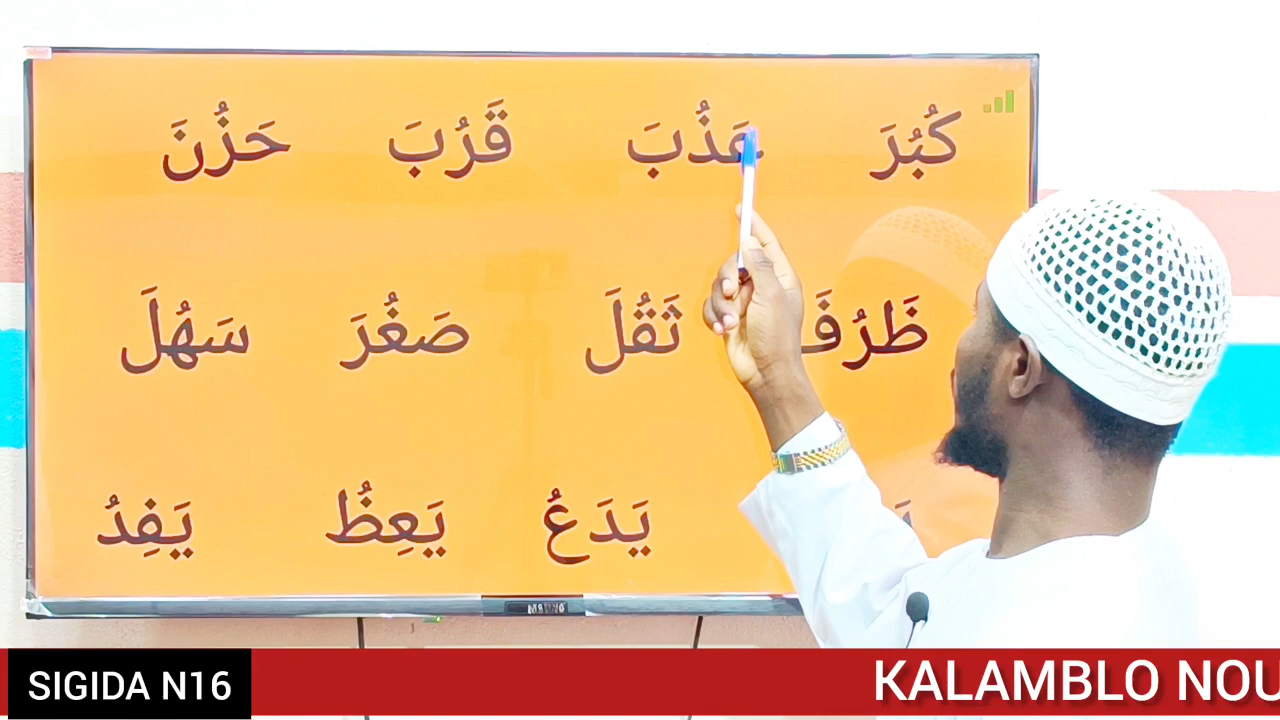 كَبُرَ عَذُبَ قَرُبَ حَزُنَ
ظَرُفَ ثَقُلَ صَغُرَ سَهُلَ
يَدَعُ يَعِظُ يَفِدُ
SIGIDA N16
KALAMBLO NOU